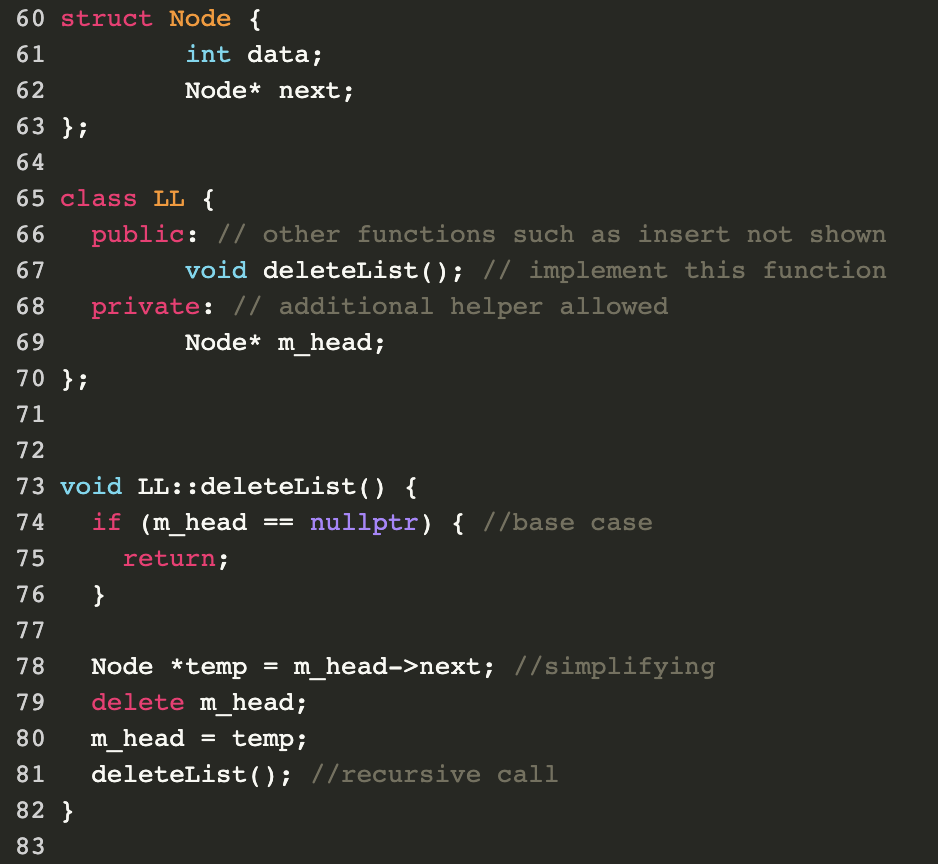 60 struct Node {
61         int data;
62         Node* next;
63 };
64
65 class LL {
66   public: // other functions such as insert not shown
67         void deleteList(); // implement this function
68   private: // additional helper allowed
69         Node* m_head;
70 };
71
72
73 void LL::deleteList() {
74   if (m_head == nullptr) { //base case
75     return;
76   }
77
78   Node *temp = m_head->next; //simplifying
79   delete m_head;
80   m_head = temp;
81   deleteList(); //recursive call
82 }
83